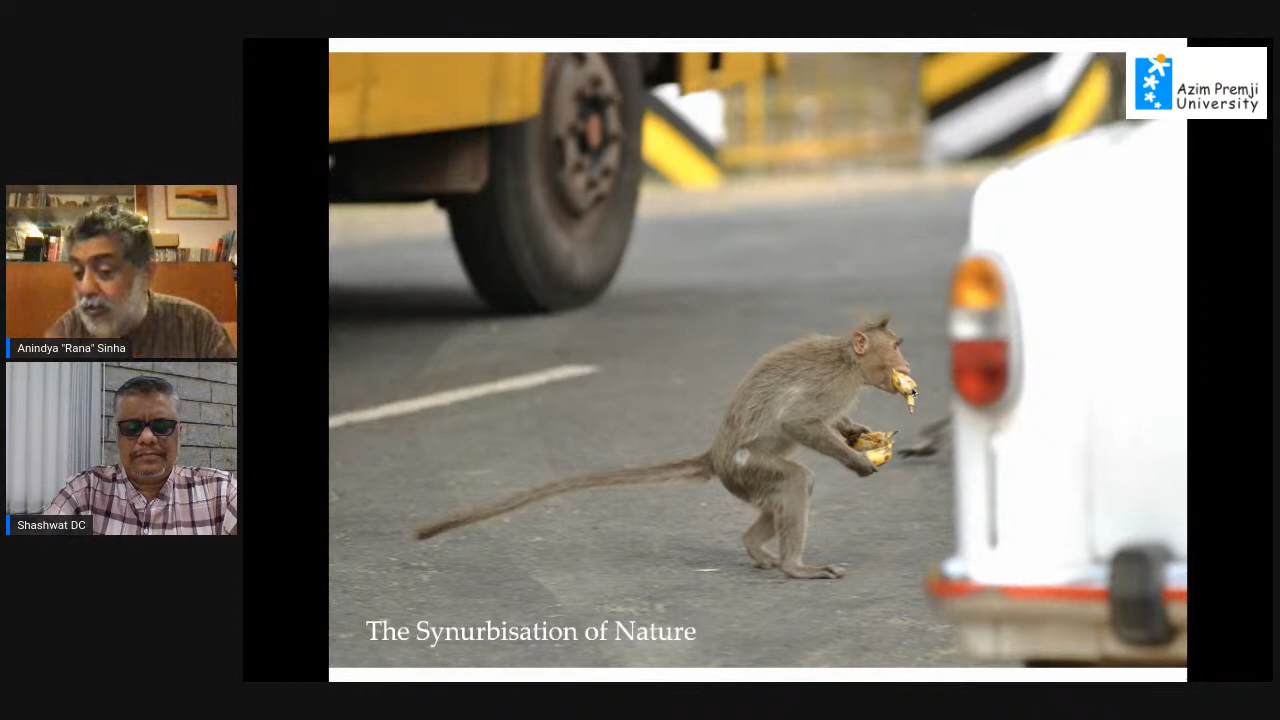 Azim Premji
University
Anindya "Rana" Sinha
Shashwat DC
The Synurbisation of Nature